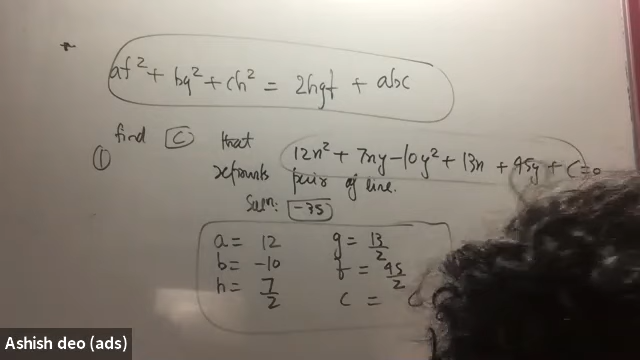 af² + bg² + ch² = 2hgf + abc
① find C that 12x² + 7xy - 10y² + 13x + 45y + C = 0
represents pair of line.
-35
a = 12 g = 13/2
b = -10 f = 45/2
h = 7/2 c = c
Ashish deo (ads)